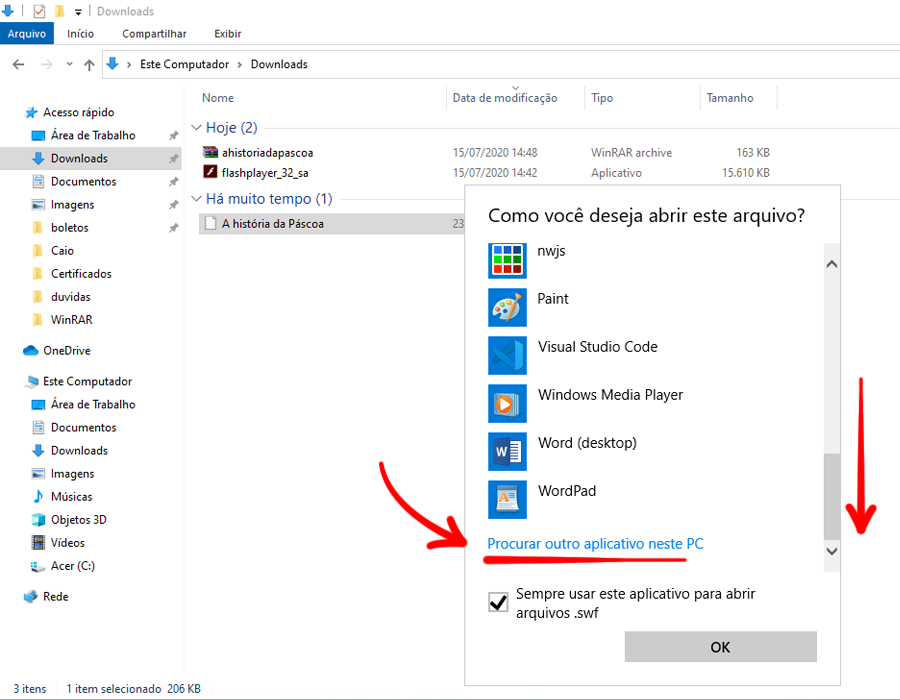 Downloads
Arquivo Início Compartilhar Exibir
Este Computador > Downloads
Nome Data de modificação Tipo Tamanho
Acesso rápido
Área de Trabalho
Downloads
Documentos
Imagens
boletos
Caio
Certificados
duvidas
WinRAR
OneDrive
Este Computador
Área de Trabalho
Documentos
Downloads
Imagens
Músicas
Objetos 3D
Vídeos
Acer (C:)
Rede
Hoje (2)
ahistoriadapascoa 15/07/2020 14:48 WinRAR archive 163 KB
flashplayer_32_sa 15/07/2020 14:42 Aplicativo 15.610 KB
Há muito tempo (1)
A história da Páscoa 23
Como você deseja abrir este arquivo?
nwjs
Paint
Visual Studio Code
Windows Media Player
Word (desktop)
WordPad
Procurar outro aplicativo neste PC
Sempre usar este aplicativo para abrir
arquivos .swf
OK
3 itens 1 item selecionado 206 KB